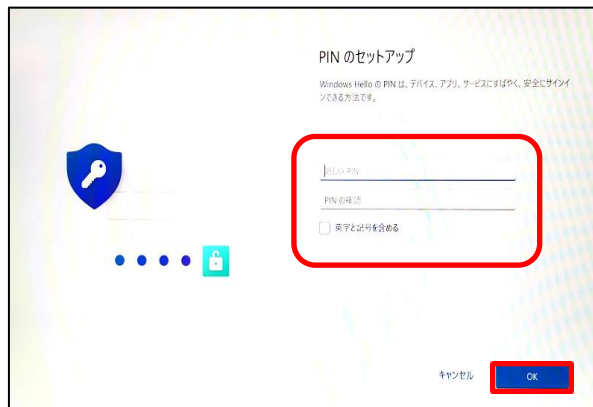 PIN のセットアップ
Windows Hello の PIN は、デバイス、アプリ、サービスにすばやく、安全にサインイ
ンできる方法です。
新しい PIN
PIN の確認
英字と記号を含める
キャンセル
OK